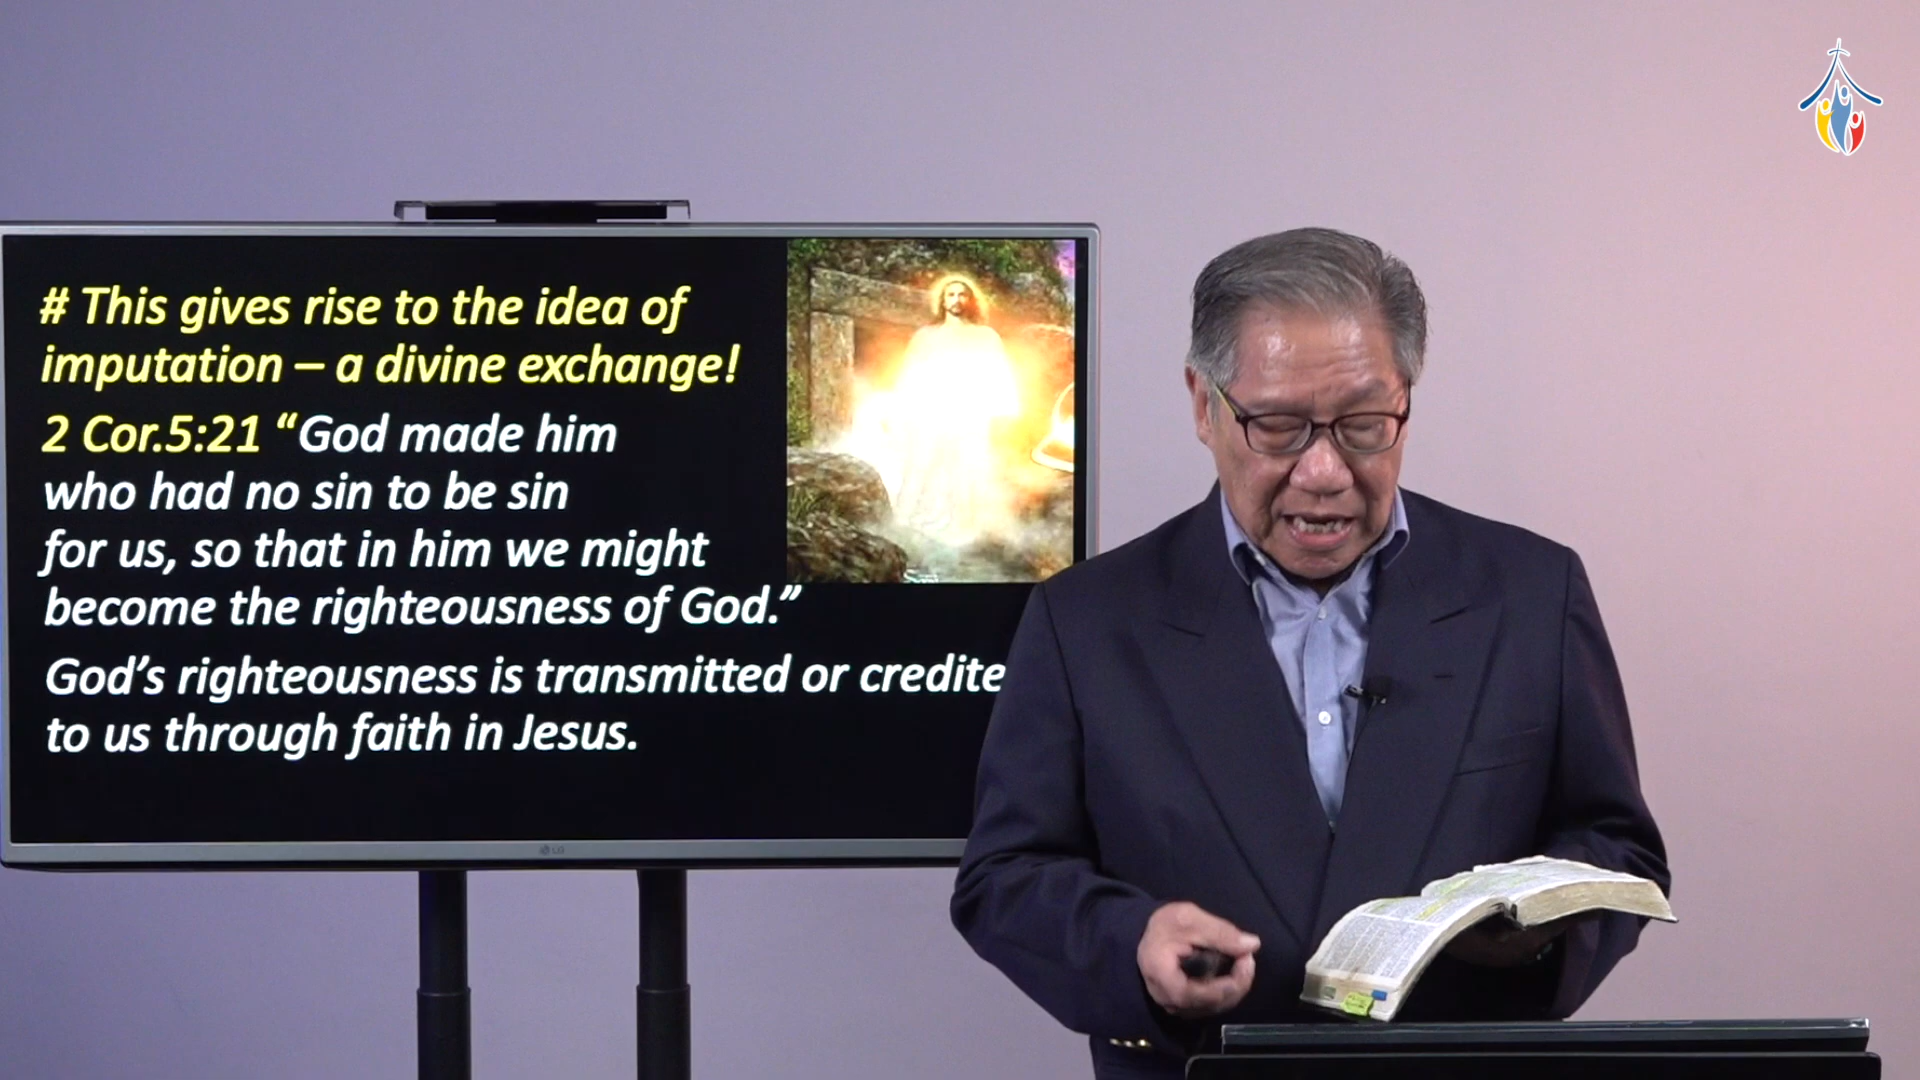 # This gives rise to the idea of
imputation – a divine exchange!
2 Cor.5:21 “God made him
who had no sin to be sin
for us, so that in him we might
become the righteousness of God.”
God’s righteousness is transmitted or credite
to us through faith in Jesus.
LG